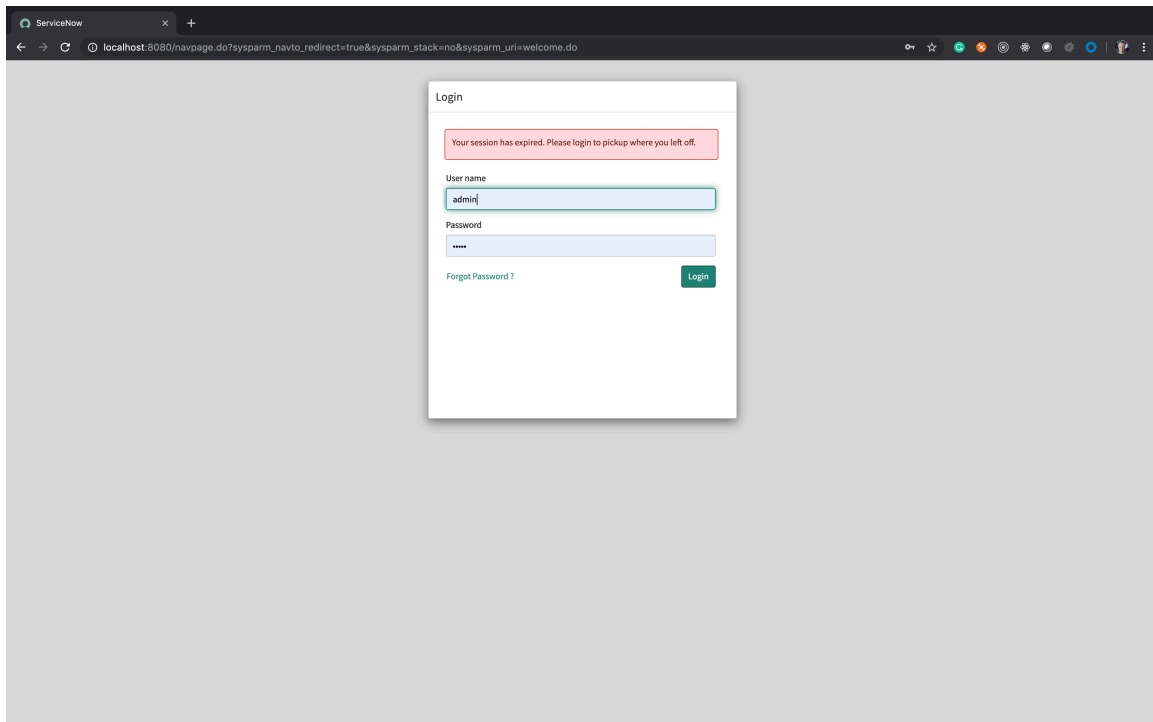 ServiceNow
localhost:8080/navpage.do?sysparm_navto_redirect=true&sysparm_stack=no&sysparm_uri=welcome.do
Login
Your session has expired. Please login to pickup where you left off.
User name
admin
Password
•••••
Forgot Password ?
Login